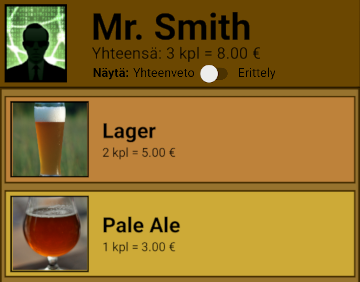 Mr. Smith
Yhteensä: 3 kpl = 8.00 €
Näytä: Yhteenveto Erittely
Lager
2 kpl = 5.00 €
Pale Ale
1 kpl = 3.00 €